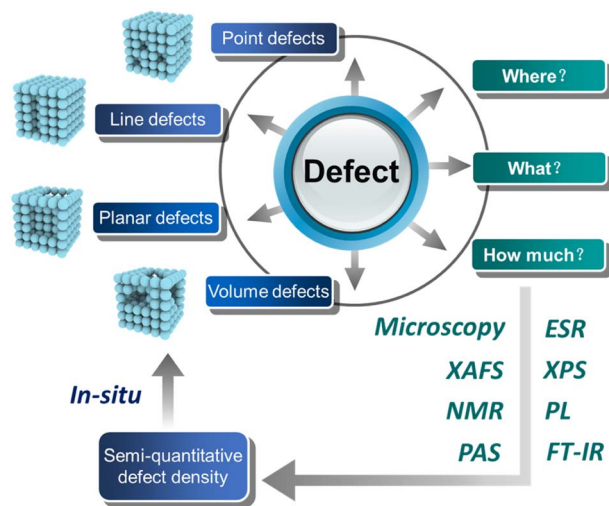 Point defects
Line defects
Planar defects
Volume defects
Defect
Where?
What?
How much?
Microscopy
ESR
XAFS
XPS
NMR
PL
PAS
FT-IR
In-situ
Semi-quantitative
defect density